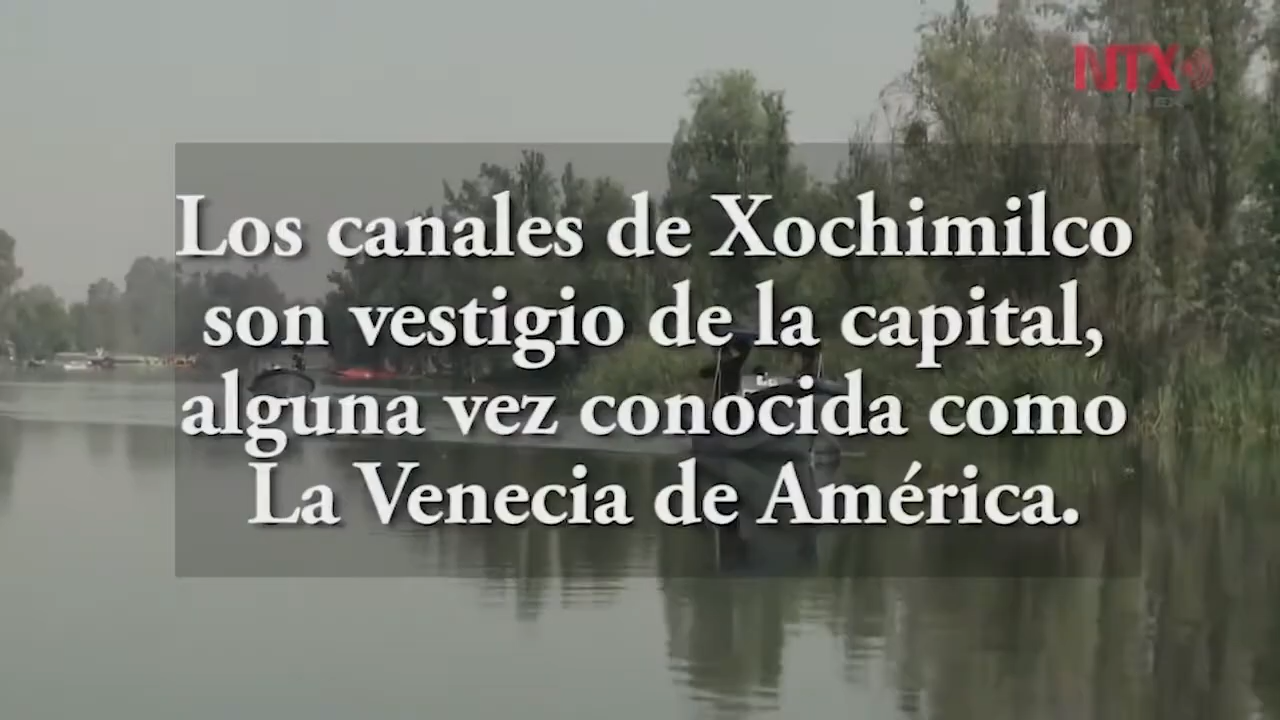 NTX
Los canales de Xochimilco
son vestigio de la capital,
alguna vez conocida como
La Venecia de América.